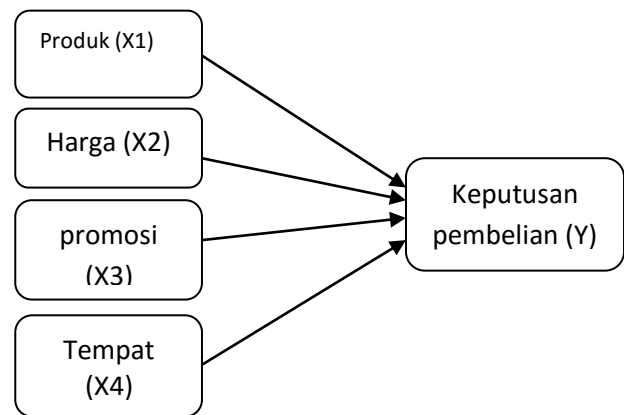 Produk (X1)
Harga (X2)
promosi
(X3)
Tempat
(X4)
Keputusan
pembelian (Y)